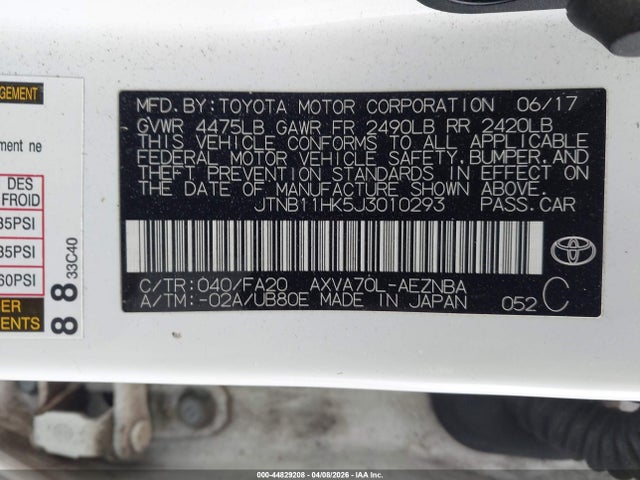 GEMENT
ement ne
DES
FROID
35PSI
35PSI
60PSI
ER
ENTS
8 8 33C40
MFD.BY:TOYOTA MOTOR CORPORATION 06/17
GVWR 4475LB GAWR FR 2490LB RR 2420LB
THIS VEHICLE CONFORMS TO ALL APPLICABLE
FEDERAL MOTOR VEHICLE SAFETY,BUMPER,AND
THEFT PREVENTION STANDARDS IN EFFECT ON
THE DATE OF MANUFACTURE SHOWN ABOVE.
JTNB11HK5J3010293 PASS.CAR
C/TR:040/FA20 AXVA70L-AEZNBA
A/TM:-02A/UB80E MADE IN JAPAN 052 C
000-44829208 - 04/08/2026 - IAA Inc.